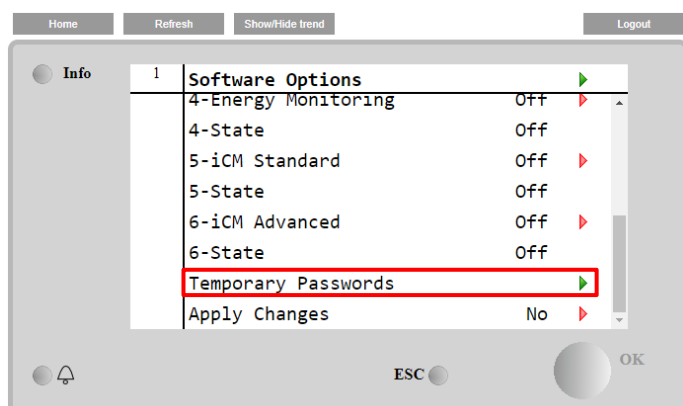 Home Refresh Show/Hide trend Logout
Info
1 Software Options
4-Energy Monitoring Off
4-State Off
5-iCM Standard Off
5-State Off
6-iCM Advanced Off
6-State Off
Temporary Passwords
Apply Changes No
ESC OK